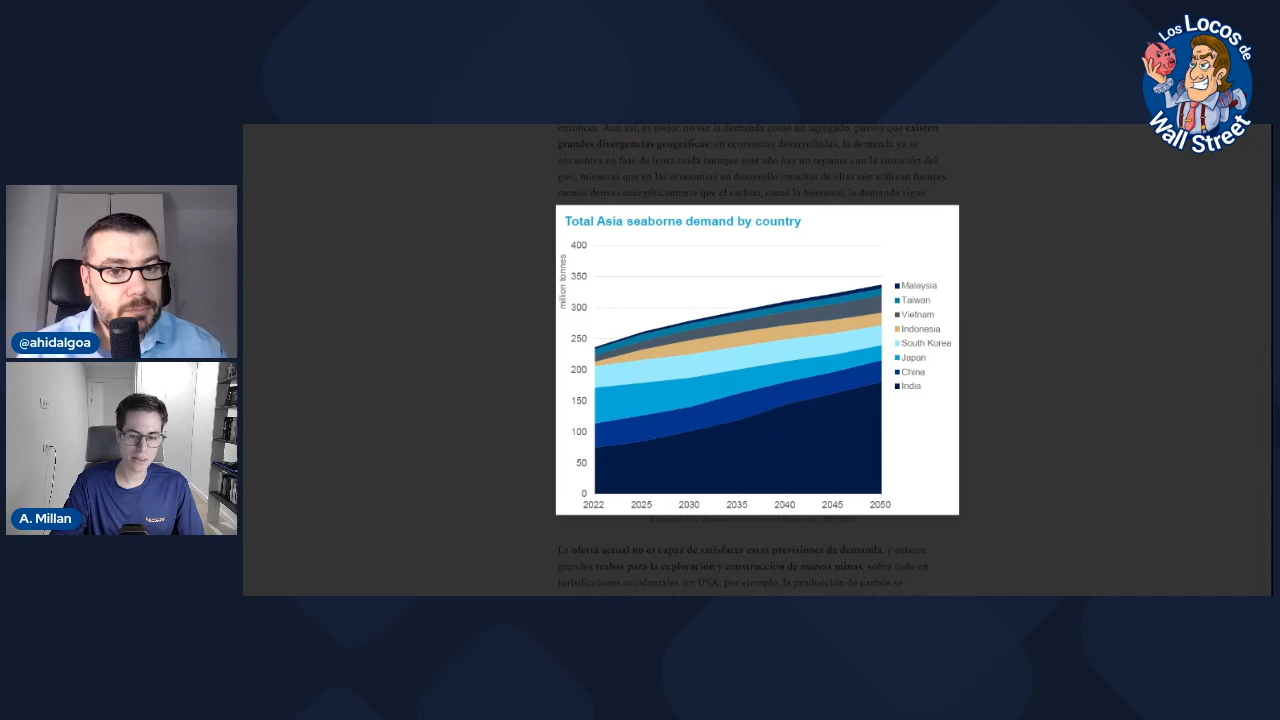 Los Locos de
Wall Street
entonces. Aun así, es mejor no ver la demanda como un agregado, puesto que existen
grandes divergencias geográficas: en economías desarrolladas, la demanda ya se
encuentra en fase de lenta caída (aunque este año hay un repunte con la situación del
gas), mientras que en las economías en desarrollo (muchas de ellas aún utilizan fuentes
menos densas energéticamente que el carbón, como la biomasa), la demanda sigue
Total Asia seaborne demand by country
million tonnes
400
350
300
250
200
150
100
50
0
2022 2025 2030 2035 2040 2045 2050
Malaysia
Taiwan
Vietnam
Indonesia
South Korea
Japan
China
India
@ahidalgoa
A. Millan
La oferta actual no es capaz de satisfacer estas previsiones de demanda, y existen
grandes trabas para la exploración y construcción de nuevas minas, sobre todo en
jurisdicciones occidentales (en USA, por ejemplo, la producción de carbón se